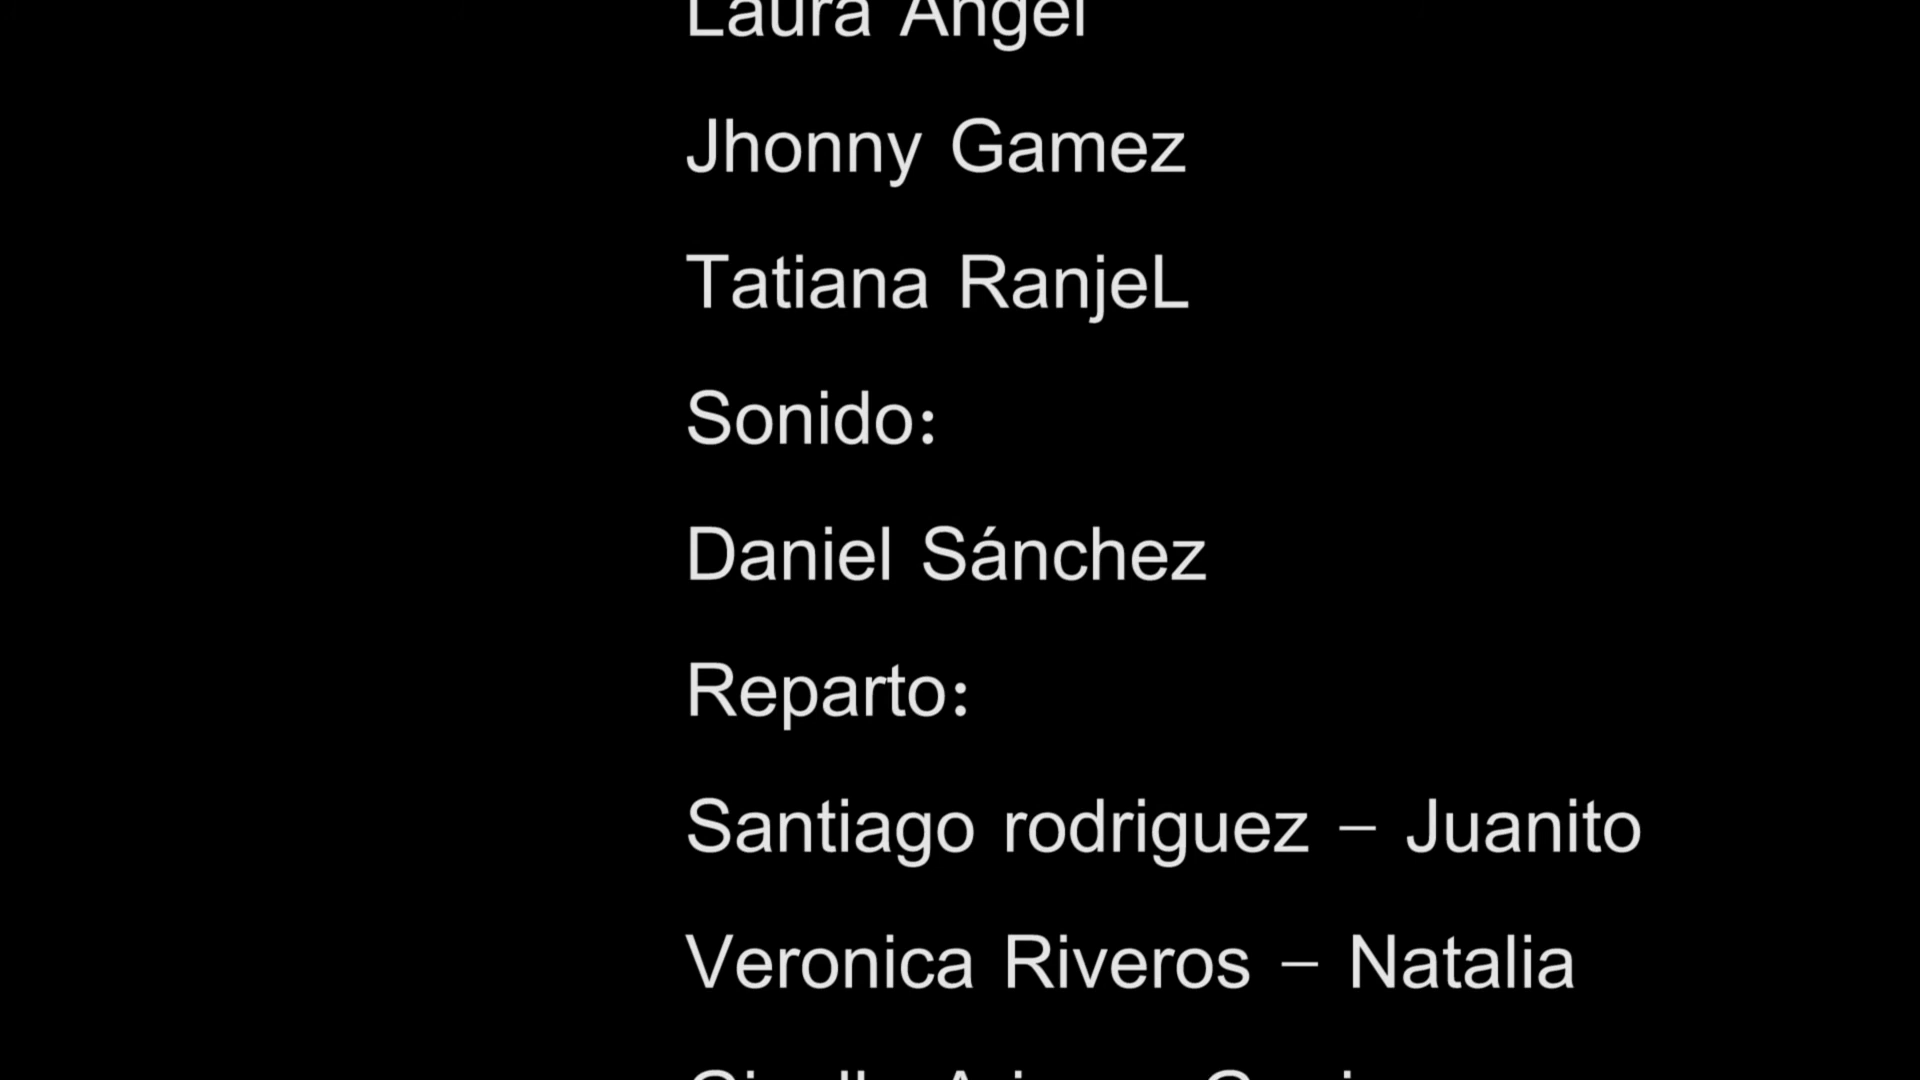 Laura Angel
Jhonny Gamez
Tatiana RanjeL
Sonido:
Daniel Sánchez
Reparto:
Santiago rodriguez – Juanito
Veronica Riveros – Natalia